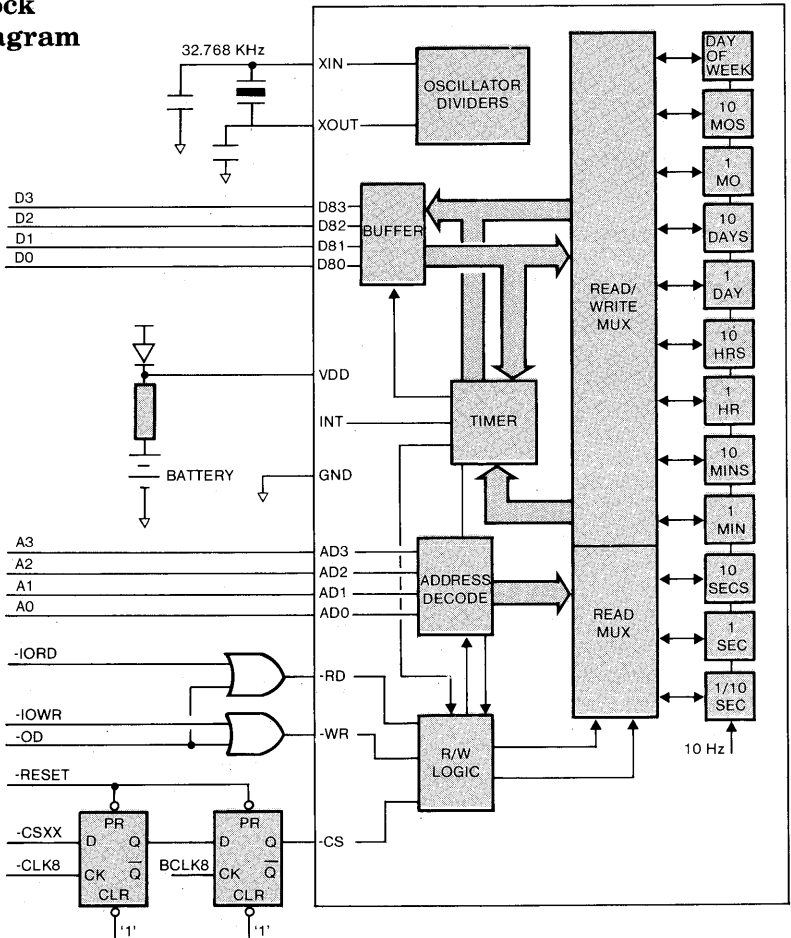 ock
agram
32.768 KHz
XIN
XOUT
OSCILLATOR
DIVIDERS
D3
D2
D1
D0
D83
D82
D81
D80
BUFFER
VDD
INT
GND
BATTERY
TIMER
READ/
WRITE
MUX
A3
A2
A1
A0
AD3
AD2
AD1
AD0
ADDRESS
DECODE
READ
MUX
-IORD
-IOWR
-OD
-RD
-WR
R/W
LOGIC
-RESET
-CSXX
-CLK8
PR
D
Q
CK
Q̅
CLR
'1'
BCLK8
PR
D
Q
CK
Q̅
CLR
'1'
-CS
DAY
OF
WEEK
10
MOS
1
MO
10
DAYS
1
DAY
10
HRS
1
HR
10
MINS
1
MIN
10
SECS
1
SEC
1/10
SEC
10 Hz